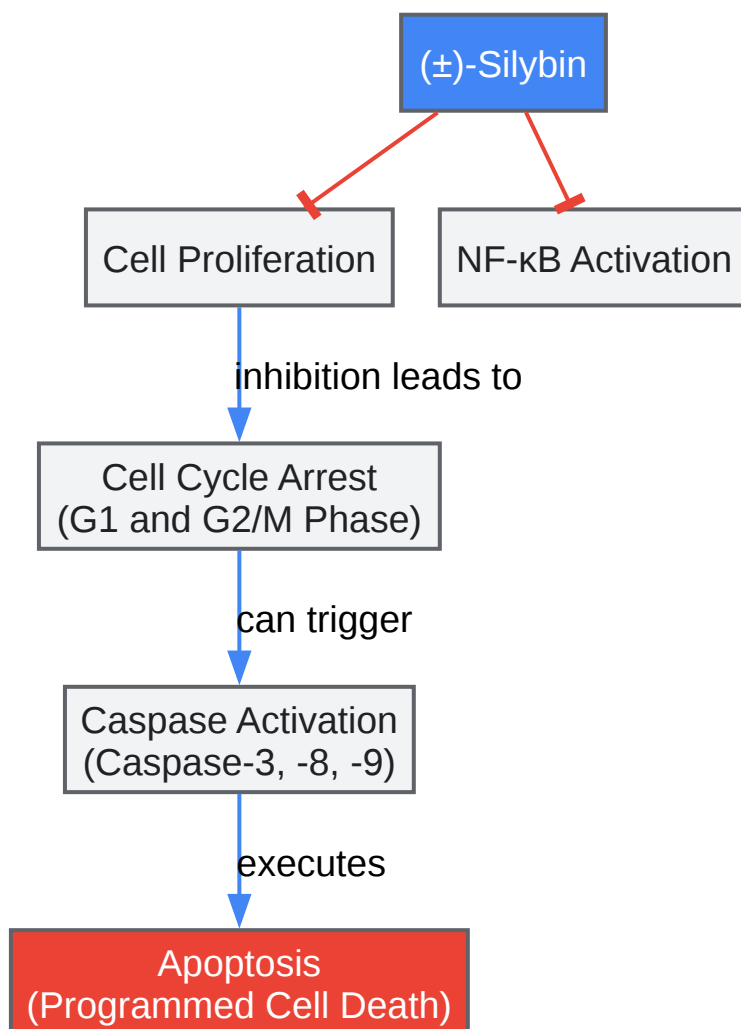 (±)-Silybin
Cell Proliferation
NF-κB Activation
inhibition leads to
Cell Cycle Arrest
(G1 and G2/M Phase)
can trigger
Caspase Activation
(Caspase-3, -8, -9)
executes
Apoptosis
(Programmed Cell Death)